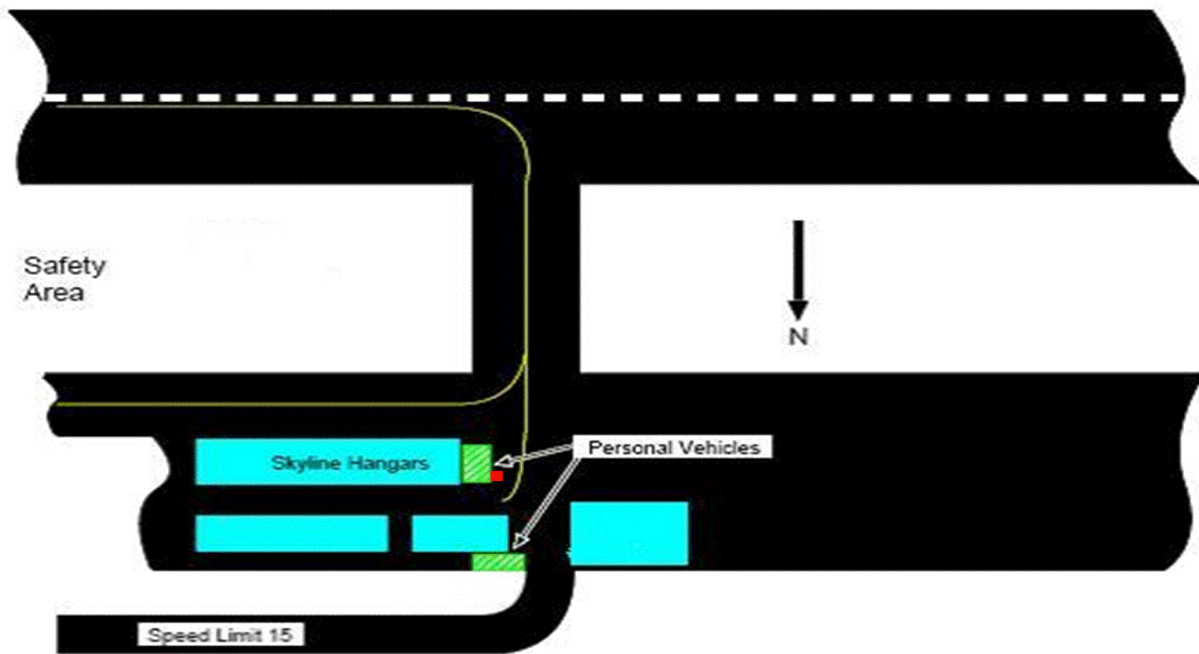 Safety
Area
N
Personal Vehicles
Skyline Hangars
Speed Limit 15